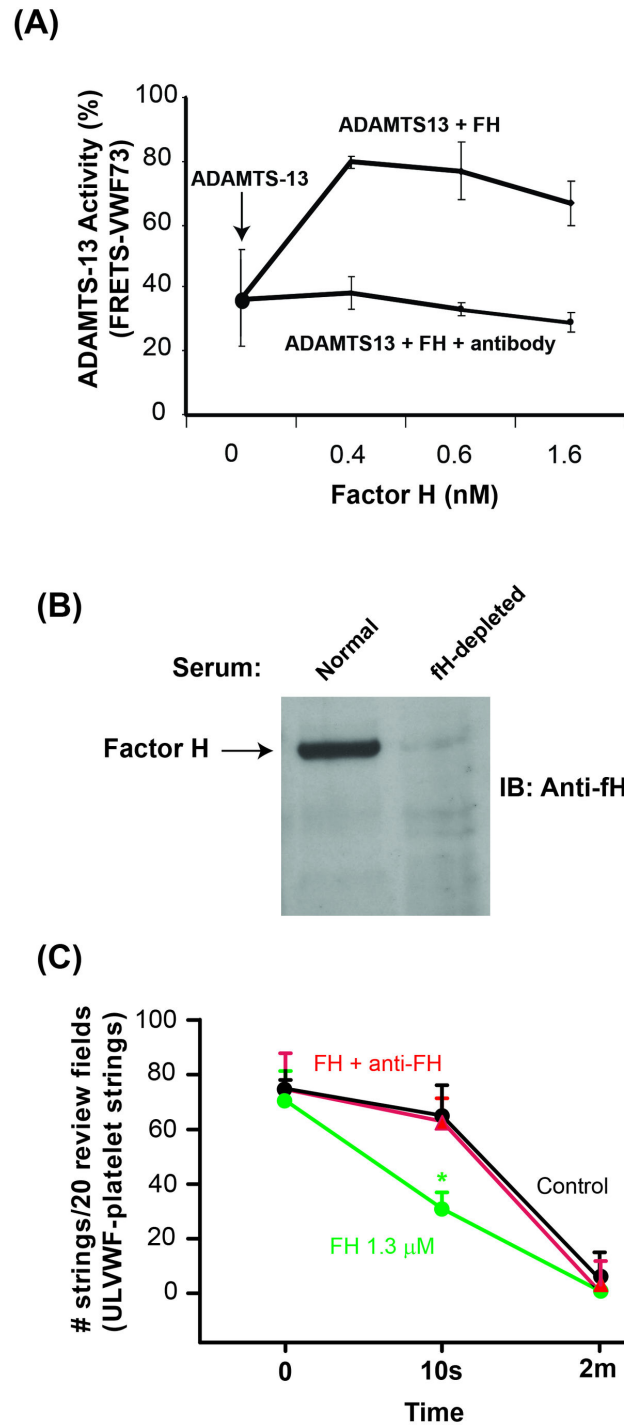 (A)
ADAMTS-13 Activity (%)
(FRETS-VWF73)
100
80
60
40
20
0
ADAMTS13 + FH
ADAMTS-13
ADAMTS13 + FH + antibody
0 0.4 0.6 1.6
Factor H (nM)
(B)
Serum: Normal fH-depleted
Factor H
IB: Anti-fH
(C)
# strings/20 review fields
(ULVWF-platelet strings)
100
80
60
40
20
0
FH + anti-FH
*
Control
FH 1.3 μM
0 10s 2m
Time